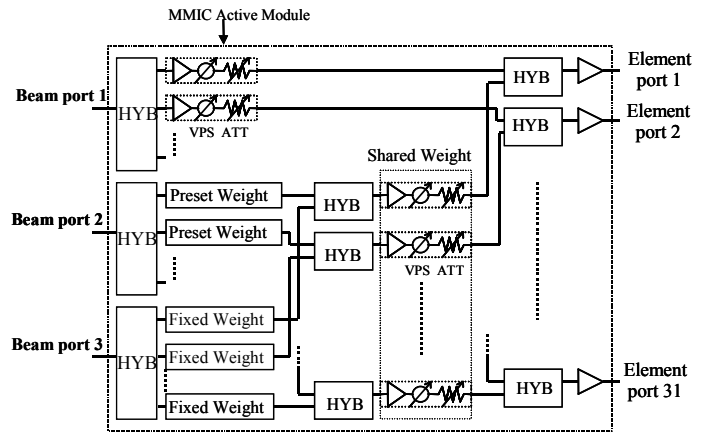 MMIC Active Module
Beam port 1
HYB
VPS ATT
HYB
Element
port 1
HYB
Element
port 2
Shared Weight
Beam port 2
HYB
Preset Weight
Preset Weight
HYB
HYB
VPS ATT
Beam port 3
HYB
Fixed Weight
Fixed Weight
Fixed Weight
HYB
HYB
Element
port 31